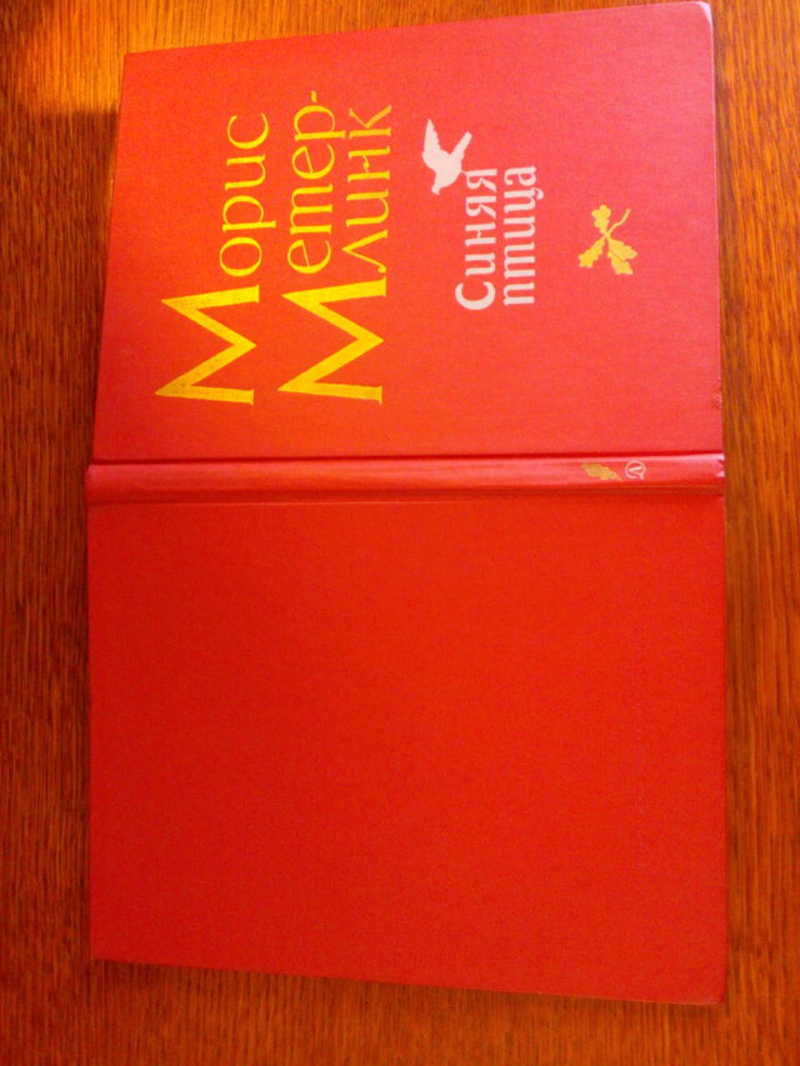 Морис
Метер-
линк
Синяя
птица